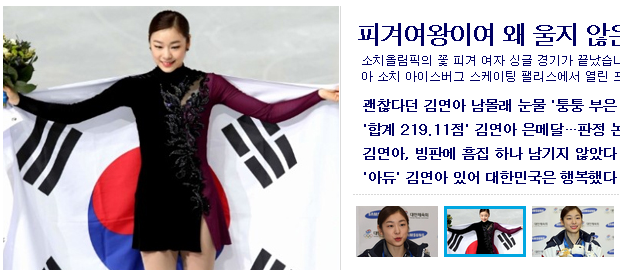 피겨여왕이여 왜 울지 않은
소치올림픽의 꽃 피겨 여자 싱글 경기가 끝났습니
아 소치 아이스버그 스케이팅 팰리스에서 열린
괜찮다던 김연아 남몰래 눈물 '퉁퉁 부은
'합계 219.11점' 김연아 은메달…판정
김연아, 빙판에 흠집 하나 남기지 않았다
'아듀' 김연아 있어 대한민국은 행복했다